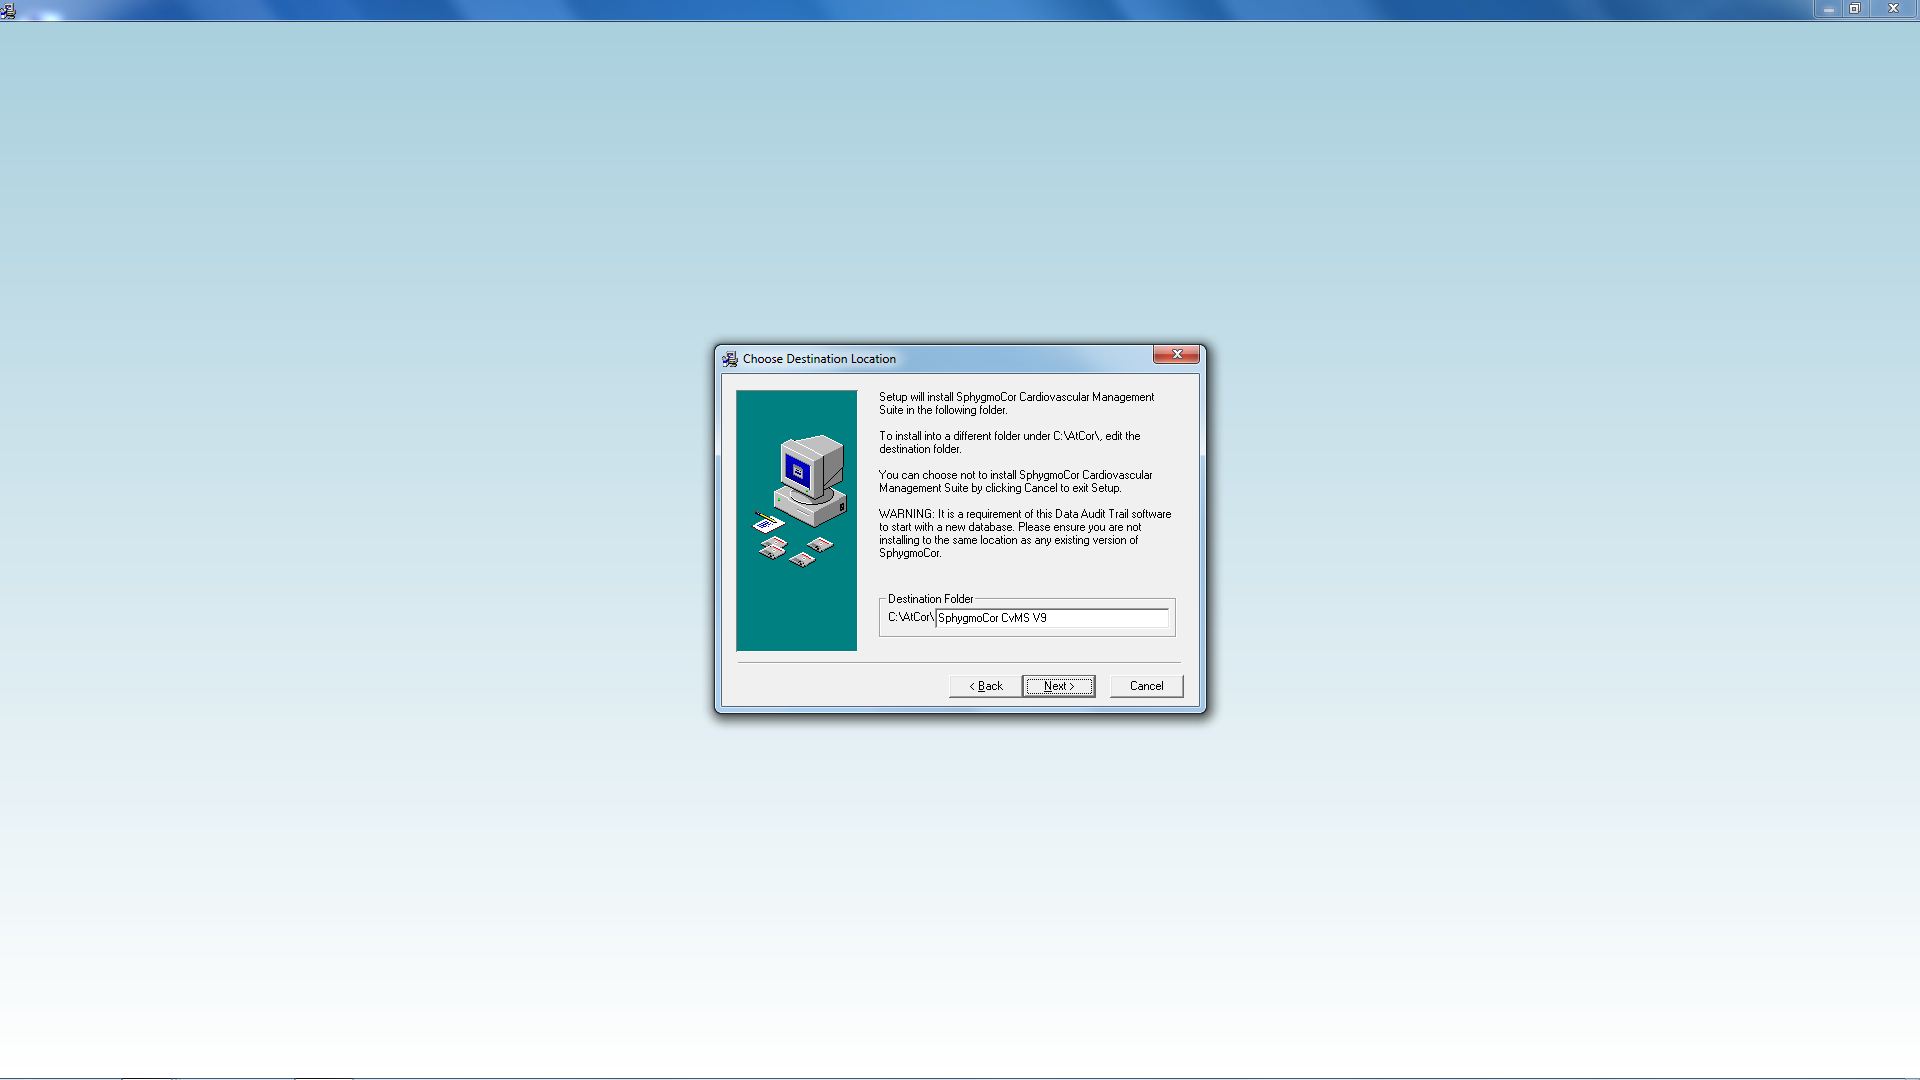 Choose Destination Location
Setup will install SphygmoCor Cardiovascular Management
Suite in the following folder.
To install into a different folder under C:\AtCor\, edit the
destination folder.
You can choose not to install SphygmoCor Cardiovascular
Management Suite by clicking Cancel to exit Setup.
WARNING: It is a requirement of this Data Audit Trail software
to start with a new database. Please ensure you are not
installing to the same location as any existing version of
SphygmoCor.
Destination Folder
C:\AtCor\ SphygmoCor CvMS V9
< Back Next > Cancel